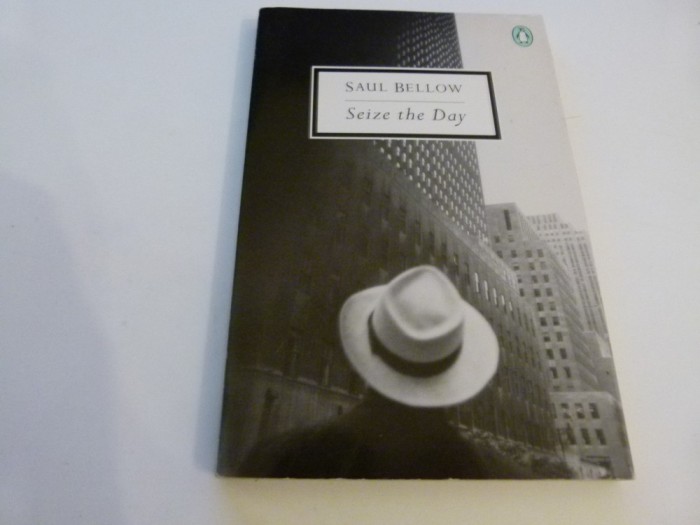 SAUL BELLOW
Seize the Day